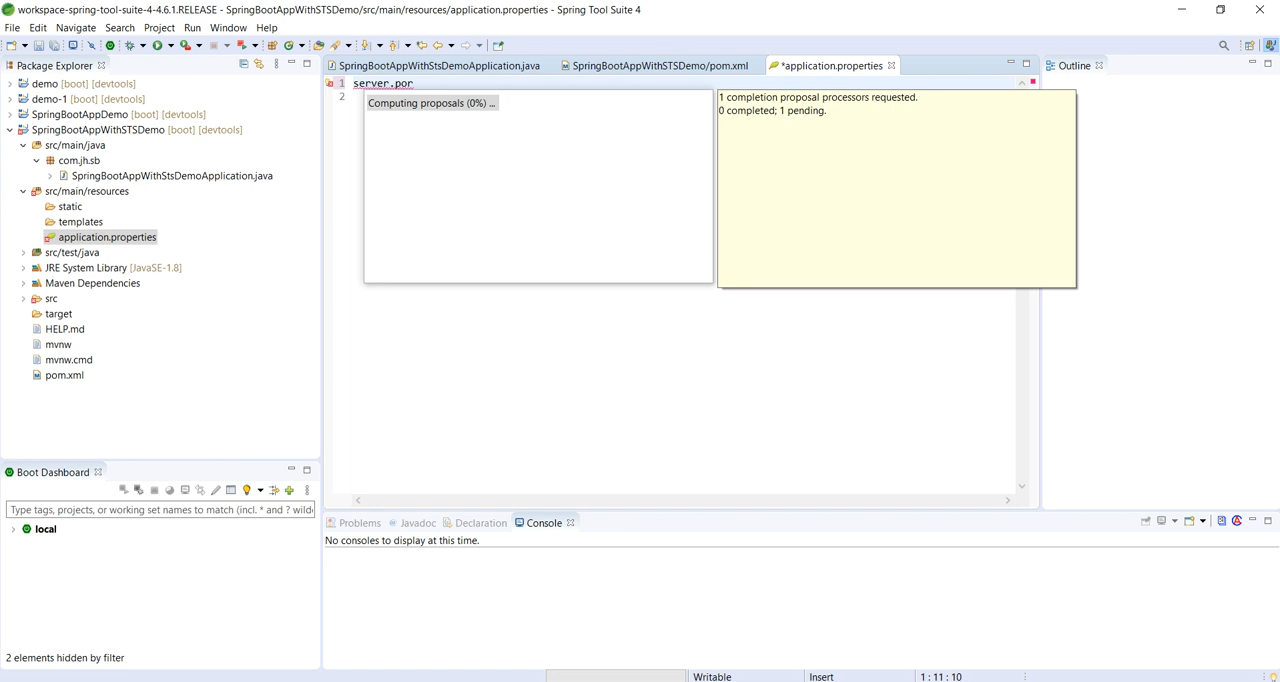 workspace-spring-tool-suite-4-4.6.1.RELEASE - SpringBootAppWithSTSDemo/src/main/resources/application.properties - Spring Tool Suite 4
File Edit Navigate Search Project Run Window Help
Package Explorer
demo [boot] [devtools]
demo-1 [boot] [devtools]
SpringBootAppDemo [boot] [devtools]
SpringBootAppWithSTSDemo [boot] [devtools]
src/main/java
com.jh.sb
SpringBootAppWithStsDemoApplication.java
src/main/resources
static
templates
application.properties
src/test/java
JRE System Library [JavaSE-1.8]
Maven Dependencies
src
target
HELP.md
mvnw
mvnw.cmd
pom.xml
SpringBootAppWithStsDemoApplication.java SpringBootAppWithSTSDemo/pom.xml *application.properties
1 server.por
2
Computing proposals (0%) ...
1 completion proposal processors requested.
0 completed; 1 pending.
Outline
Boot Dashboard
Type tags, projects, or working set names to match (incl. * and ? wild
local
2 elements hidden by filter
Problems Javadoc Declaration Console
No consoles to display at this time.
Writable Insert 1 : 11 : 10